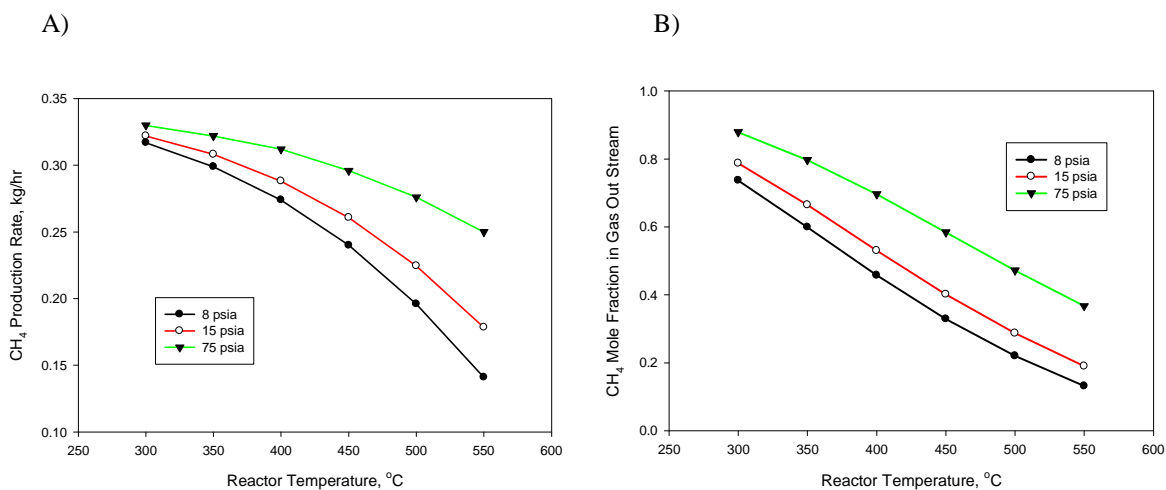 A)
CH4 Production Rate, kg/hr
0.35
0.30
0.25
0.20
0.15
0.10
8 psia
15 psia
75 psia
250 300 350 400 450 500 550 600
Reactor Temperature, oC
B)
CH4 Mole Fraction in Gas Out Stream
1.0
0.8
0.6
0.4
0.2
0.0
8 psia
15 psia
75 psia
250 300 350 400 450 500 550 600
Reactor Temperature, oC